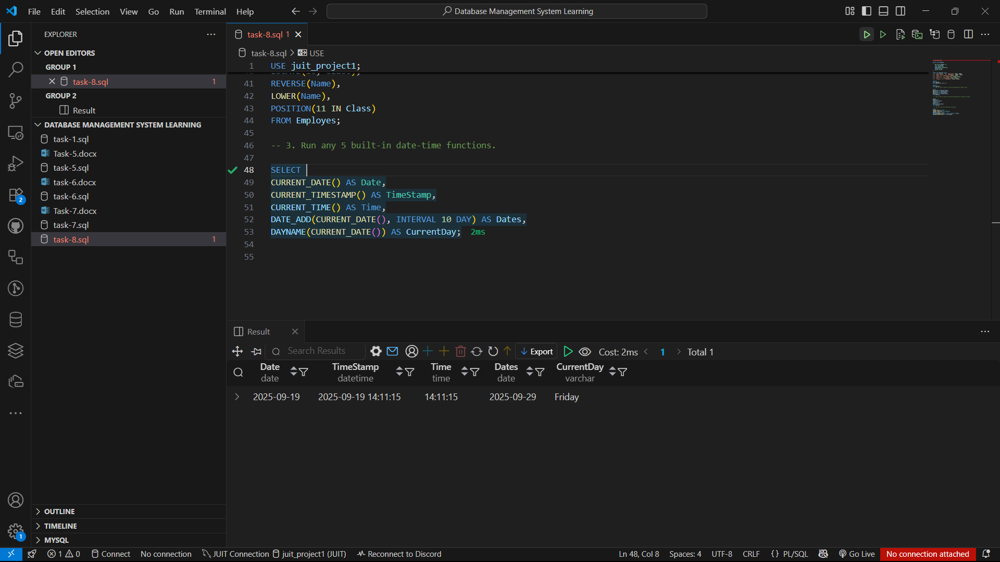 File Edit Selection View Go Run Terminal Help
Database Management System Learning
EXPLORER
OPEN EDITORS
GROUP 1
task-8.sql 1
GROUP 2
Result
DATABASE MANAGEMENT SYSTEM LEARNING
task-1.sql
Task-5.docx
task-5.sql
task-6.docx
task-6.sql
Task-7.docx
task-7.sql
task-8.sql 1
2
OUTLINE
TIMELINE
MYSQL
1
task-8.sql 1
task-8.sql > USE
1 USE juit_project1;
41 REVERSE(Name),
42 LOWER(Name),
43 POSITION(11 IN Class)
44 FROM Employes;
45
46 -- 3. Run any 5 built-in date-time functions.
47
48 SELECT
49 CURRENT_DATE() AS Date,
50 CURRENT_TIMESTAMP() AS TimeStamp,
51 CURRENT_TIME() AS Time,
52 DATE_ADD(CURRENT_DATE(), INTERVAL 10 DAY) AS Dates,
53 DAYNAME(CURRENT_DATE()) AS CurrentDay; 2ms
54
55
Result
Search Results Export Cost: 2ms < 1 > Total 1
Date TimeStamp Time Dates CurrentDay
date datetime time date varchar
2025-09-19 2025-09-19 14:11:15 14:11:15 2025-09-29 Friday
1 0 Connect No connection JUIT Connection juit_project1 (JUIT) Reconnect to Discord Ln 48, Col 8 Spaces: 4 UTF-8 CRLF {} PL/SQL Go Live No connection attached